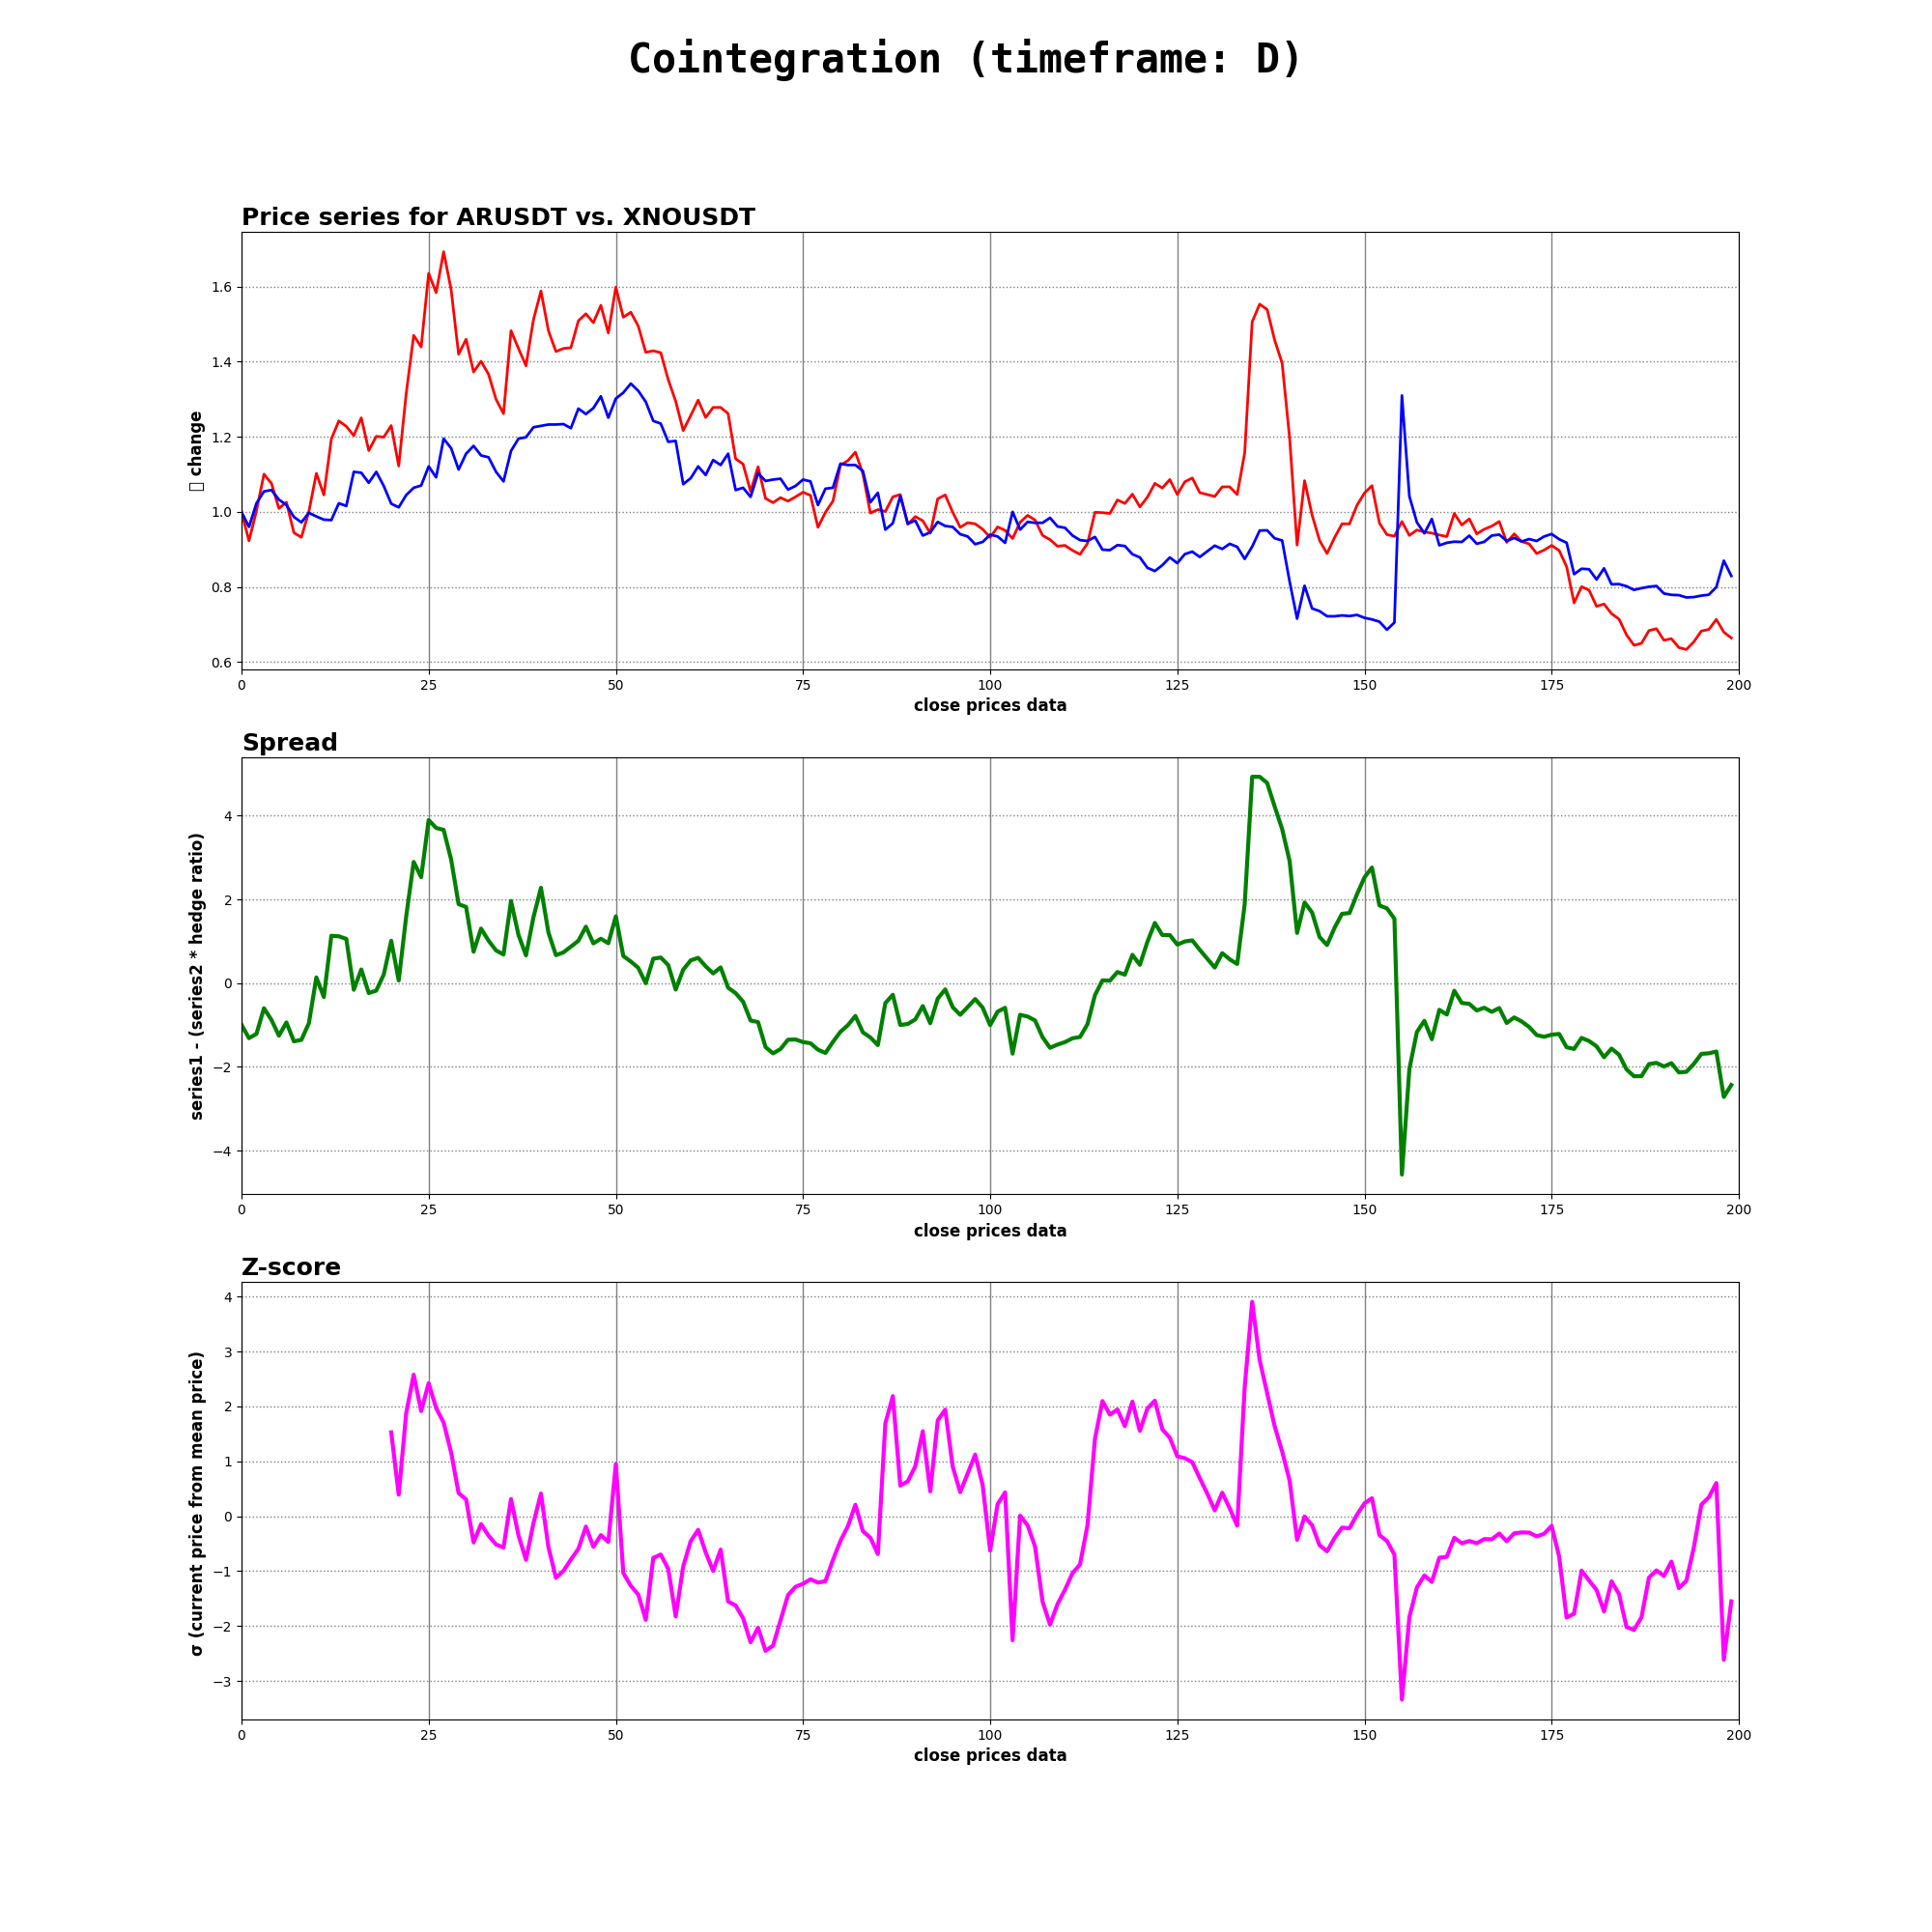 Cointegration (timeframe: D)
Price series for ARUSDT vs. XNOUSDT
change
1.6
1.4
1.2
1.0
0.8
0.6
0 25 50 75 100 125 150 175 200
close prices data
Spread
series1 - (series2 * hedge ratio)
4
2
0
−2
−4
0 25 50 75 100 125 150 175 200
close prices data
Z-score
σ (current price from mean price)
4
3
2
1
0
−1
−2
−3
0 25 50 75 100 125 150 175 200
close prices data